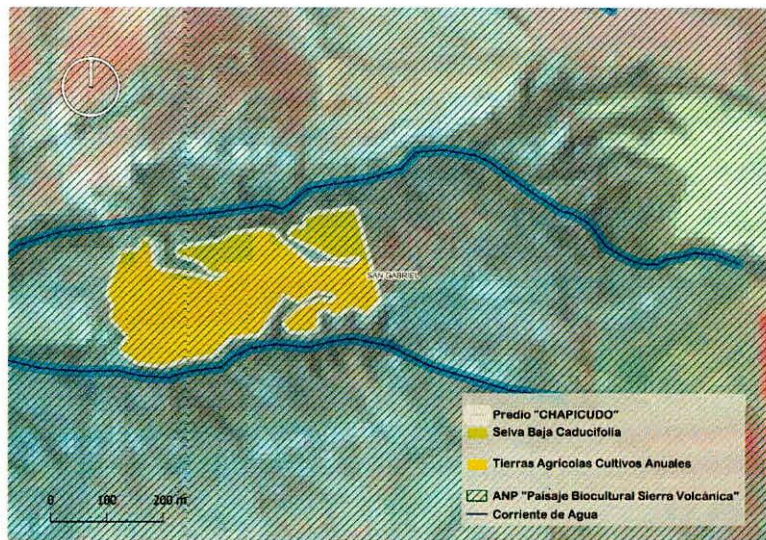 SAN GABRIEL
Predio "CHAPICUDO"
Selva Baja Caducifolia
Tierras Agrícolas Cultivos Anuales
ANP "Paisaje Biocultural Sierra Volcánica"
Corriente de Agua
0 100 200 m